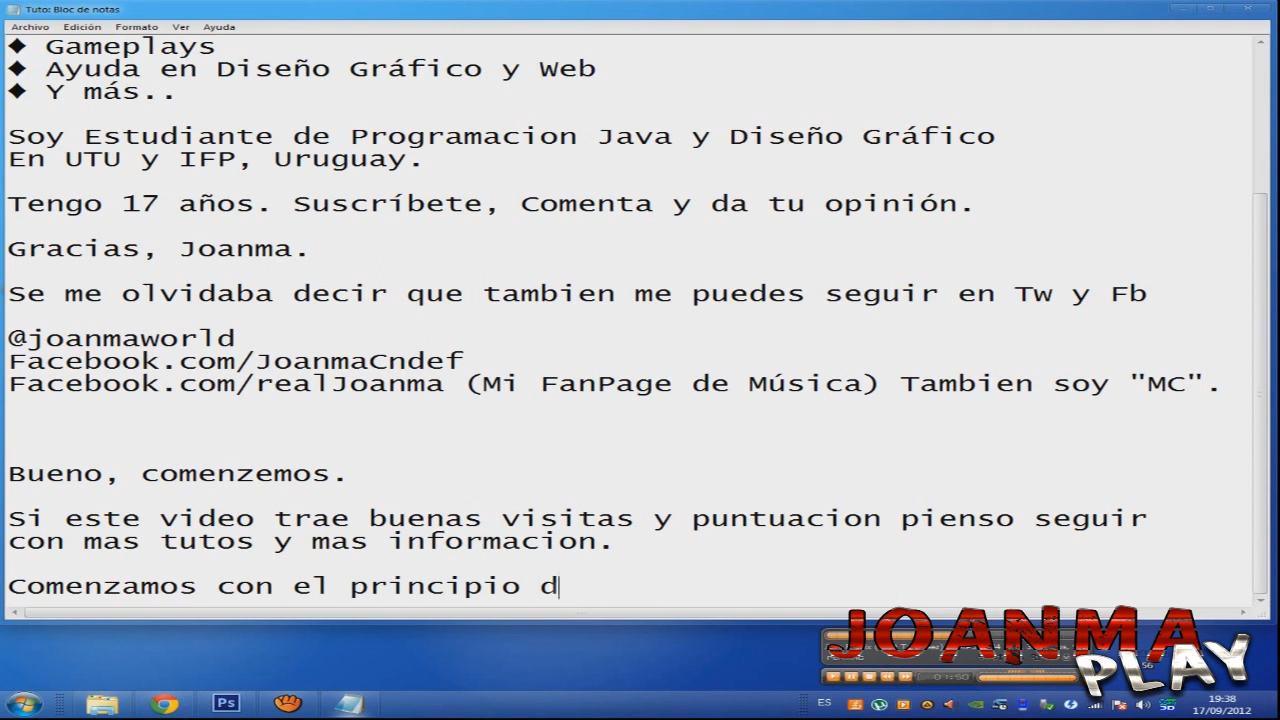 Tuto: Bloc de notas
Archivo Edición Formato Ver Ayuda
♦ Gameplays
♦ Ayuda en Diseño Gráfico y Web
♦ Y más..
Soy Estudiante de Programacion Java y Diseño Gráfico
En UTU y IFP, Uruguay.
Tengo 17 años. Suscríbete, Comenta y da tu opinión.
Gracias, Joanma.
Se me olvidaba decir que tambien me puedes seguir en Tw y Fb
@joanmaworld
Facebook.com/JoanmaCndef
Facebook.com/realJoanma (Mi FanPage de Música) Tambien soy "MC".
Bueno, comenzemos.
Si este video trae buenas visitas y puntuacion pienso seguir
con mas tutos y mas informacion.
Comenzamos con el principio d
JOANMA
PLAY
56
01:50
Ps
ES
19:38
17/09/2012